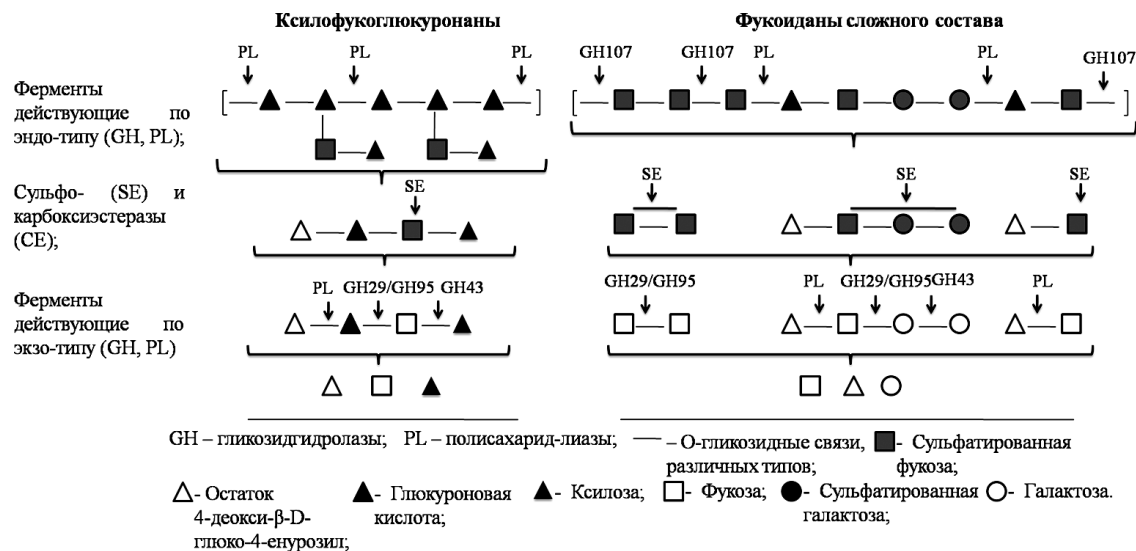 Ксилофукоглюкуронаны
Фукоиданы сложного состава
PL PL PL
GH107 GH107 PL PL GH107
Ферменты
действующие по
эндо-типу (GH, PL);
Сульфо- (SE) и
карбоксиэстеразы
(CE);
SE
SE SE SE
Ферменты
действующие по
экзо-типу (GH, PL)
PL GH29/GH95 GH43
GH29/GH95 PL GH29/GH95 GH43 PL
GH – гликозидгидролазы; PL – полисахарид-лиазы; – О-гликозидные связи, различных типов;
- Сульфатированная
фукоза;
- Остаток
4-деокси-β-D-
глюко-4-енурозил;
- Глюкуроновая
кислота;
- Ксилоза;
- Фукоза;
- Сульфатированная
галактоза;
- Галактоза.